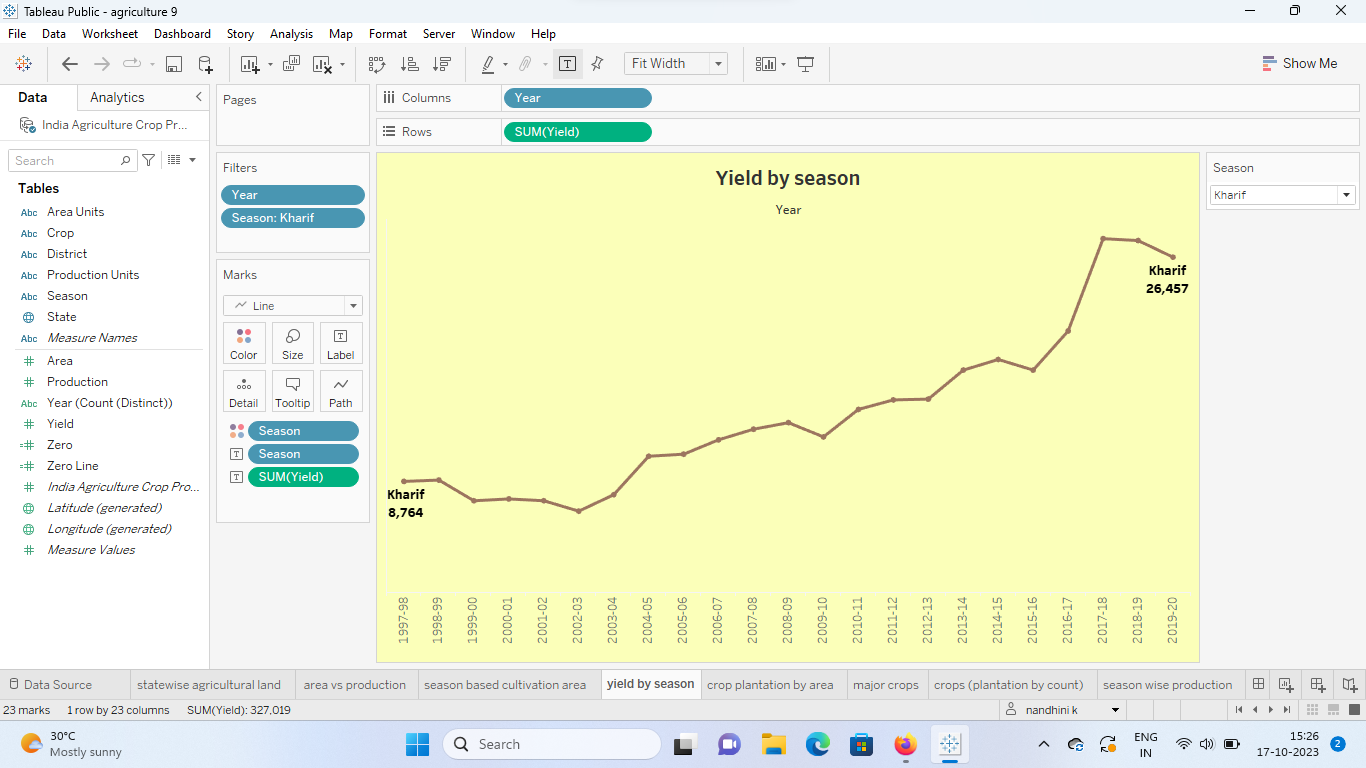 Tableau Public - agriculture 9
File Data Worksheet Dashboard Story Analysis Map Format Server Window Help
Fit Width
Show Me
Data Analytics
India Agriculture Crop Pr...
Search
Tables
Abc Area Units
Abc Crop
Abc District
Abc Production Units
Abc Season
State
Abc Measure Names
# Area
# Production
Abc Year (Count (Distinct))
# Yield
=# Zero
=# Zero Line
# India Agriculture Crop Pro...
Latitude (generated)
Longitude (generated)
# Measure Values
Pages
Filters
Year
Season: Kharif
Marks
Line
Color Size Label
Detail Tooltip Path
Season
T Season
T SUM(Yield)
Columns Year
Rows SUM(Yield)
Yield by season
Year
Kharif
8,764
Kharif
26,457
1997-98
1998-99
1999-00
2000-01
2001-02
2002-03
2003-04
2004-05
2005-06
2006-07
2007-08
2008-09
2009-10
2010-11
2011-12
2012-13
2013-14
2014-15
2015-16
2016-17
2017-18
2018-19
2019-20
Season
Kharif
Data Source statewise agricultural land area vs production season based cultivation area yield by season crop plantation by area major crops crops (plantation by count) season wise production
23 marks 1 row by 23 columns SUM(Yield): 327,019 nandhini k
30°C
Mostly sunny
Search
ENG
IN
15:26
17-10-2023
2